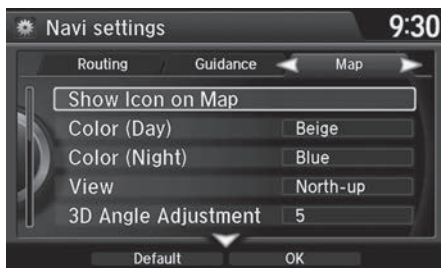 Navi settings 9:30
Routing Guidance Map
Show Icon on Map
Color (Day) Beige
Color (Night) Blue
View North-up
3D Angle Adjustment 5
Default OK